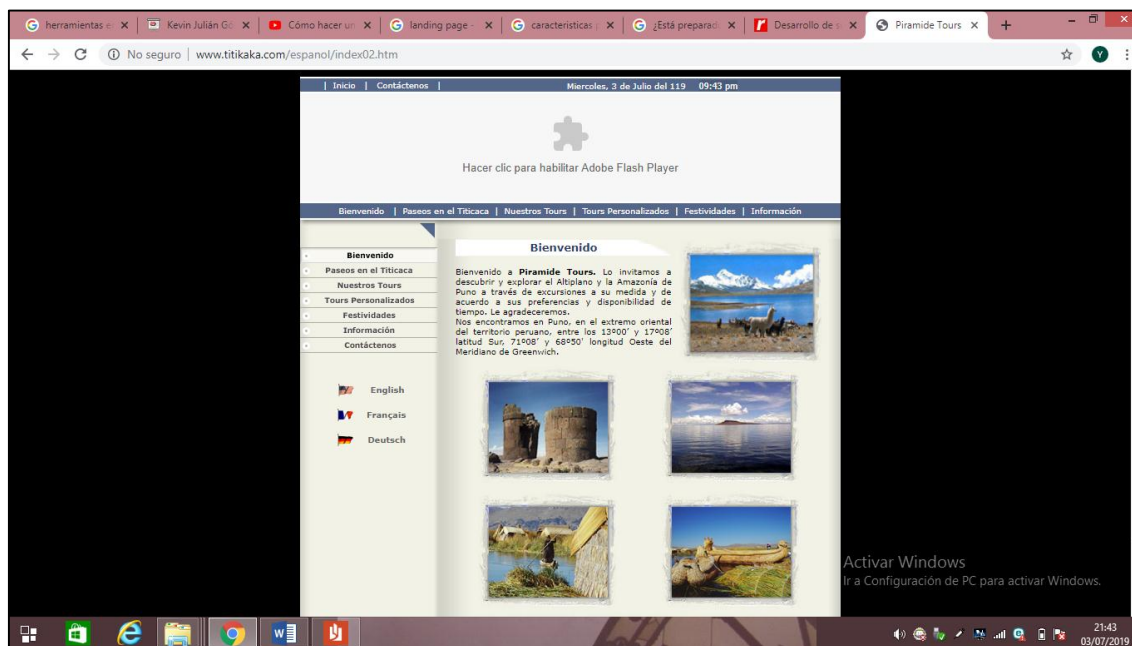 herramientas e
Kevin Julián Gó
Cómo hacer un
landing page -
caracteristicas
¿Está preparad
Desarrollo de s
Piramide Tours
No seguro | www.titikaka.com/espanol/index02.htm
Y
| Inicio | Contáctenos |
Miercoles, 3 de Julio del 119 09:43 pm
Hacer clic para habilitar Adobe Flash Player
Bienvenido | Paseos en el Titicaca | Nuestros Tours | Tours Personalizados | Festividades | Información
Bienvenido
Paseos en el Titicaca
Nuestros Tours
Tours Personalizados
Festividades
Información
Contáctenos
English
Français
Deutsch
Bienvenido
Bienvenido a Piramide Tours. Lo invitamos a
descubrir y explorar el Altiplano y la Amazonía de
Puno a través de excursiones a su medida y de
acuerdo a sus preferencias y disponibilidad de
tiempo. Le agradeceremos.
Nos encontramos en Puno, en el extremo oriental
del territorio peruano, entre los 13º00' y 17º08'
latitud Sur, 71º08' y 68º50' longitud Oeste del
Meridiano de Greenwich.
Activar Windows
Ir a Configuración de PC para activar Windows.
21:43
03/07/2019